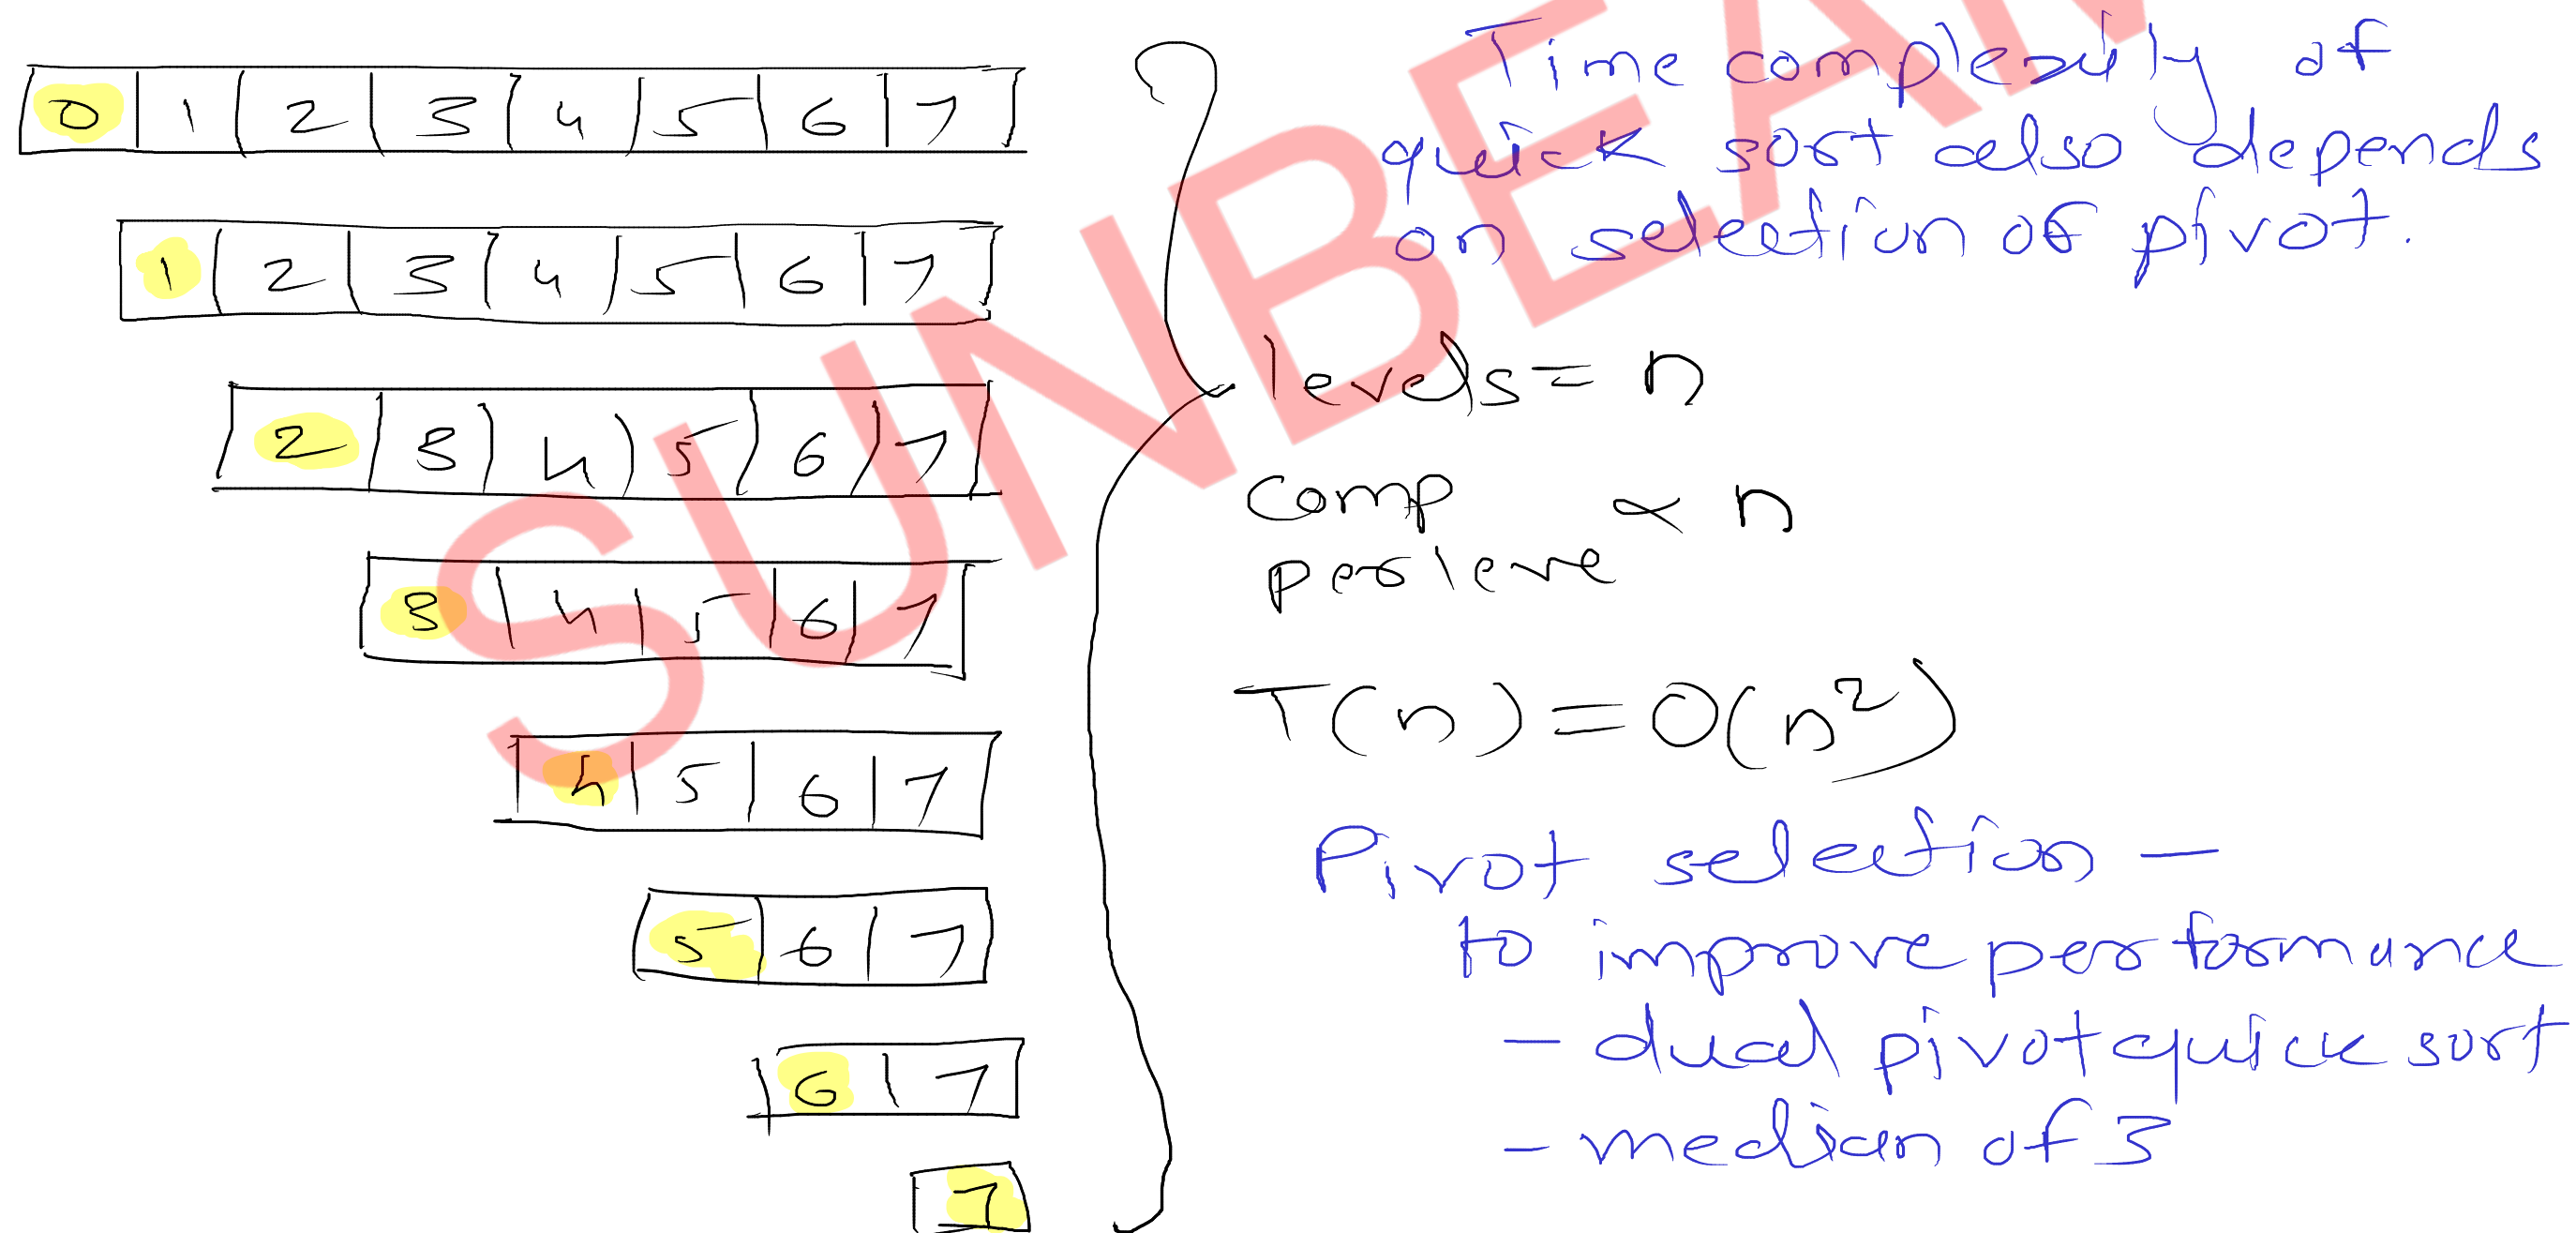 0 1 2 3 4 5 6 7
1 2 3 4 5 6 7
2 3 4 5 6 7
3 4 5 6 7
4 5 6 7
5 6 7
6 7
7
Time complexity of
quick sort also depends
on selection of pivot.
levels = n
comp ∝ n
per leve
T(n) = O(n²)
Pivot selection -
to improve performance
- dual pivot quick sort
- median of 3
SUNBEAM